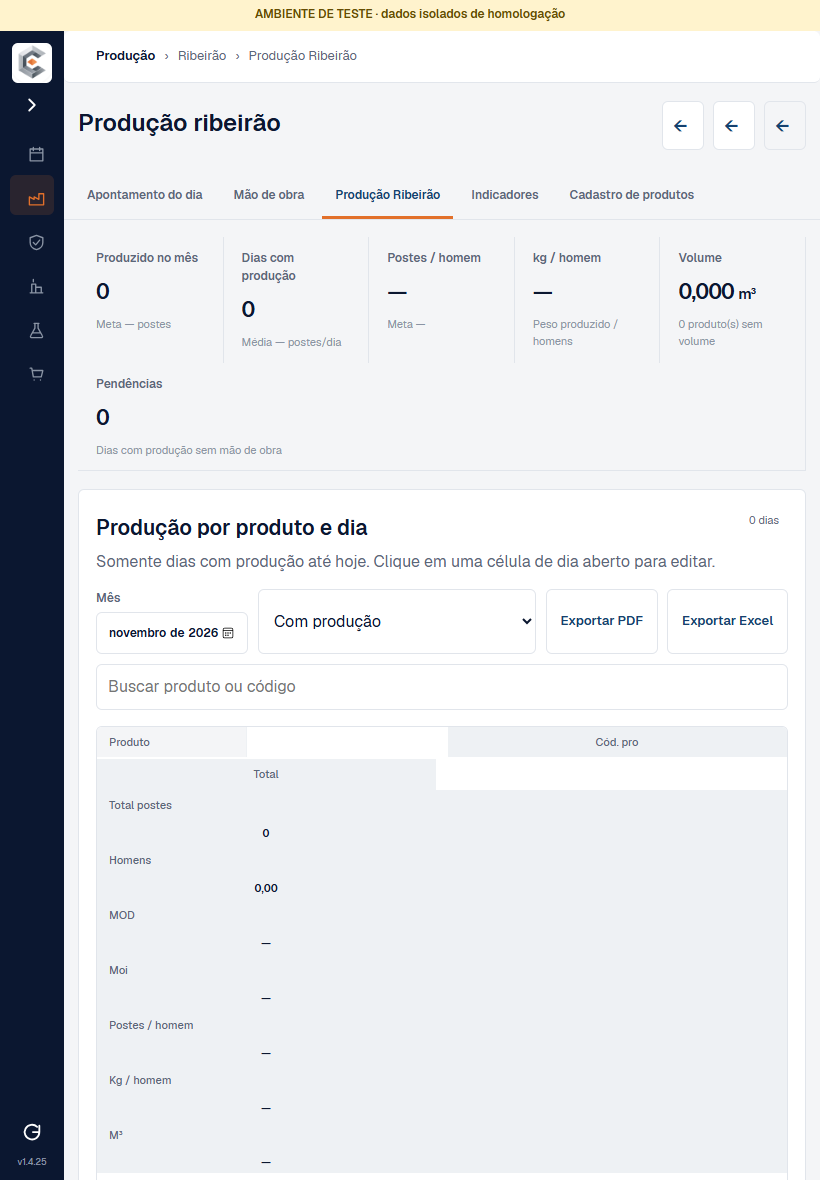 AMBIENTE DE TESTE · dados isolados de homologação
Produção › Ribeirão › Produção Ribeirão
Produção ribeirão
Apontamento do dia
Mão de obra
Produção Ribeirão
Indicadores
Cadastro de produtos
Produzido no mês
0
Meta — postes
Dias com
produção
0
Média — postes/dia
Postes / homem
—
Meta —
kg / homem
—
Peso produzido /
homens
Volume
0,000 m³
0 produto(s) sem
volume
Pendências
0
Dias com produção sem mão de obra
Produção por produto e dia
0 dias
Somente dias com produção até hoje. Clique em uma célula de dia aberto para editar.
Mês
novembro de 2026
Com produção
Exportar PDF
Exportar Excel
Buscar produto ou código
Produto
Cód. pro
Total
Total postes
0
Homens
0,00
MOD
—
Moi
—
Postes / homem
—
Kg / homem
—
M³
—
v1.4.25